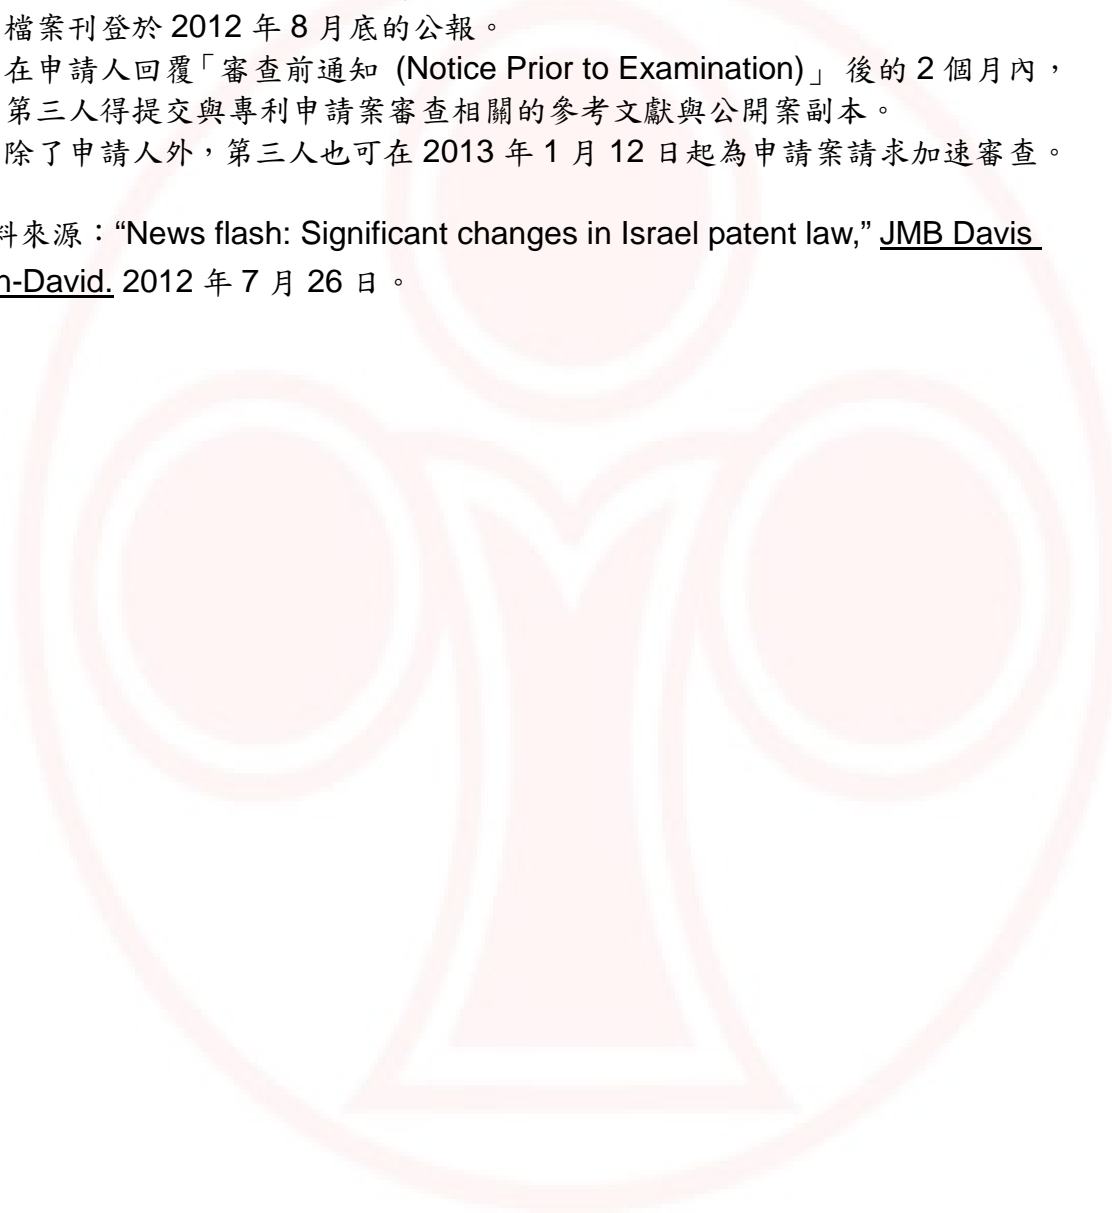 檔案刊登於 2012 年 8 月底的公報。
在申請人回覆「審查前通知 (Notice Prior to Examination)」後的 2 個月內，
第三人得提交與專利申請案審查相關的參考文獻與公開案副本。
除了申請人外，第三人也可在 2013 年 1 月 12 日起為申請案請求加速審查。
料來源：“News flash: Significant changes in Israel patent law,” JMB Davis
n-David. 2012 年 7 月 26 日。